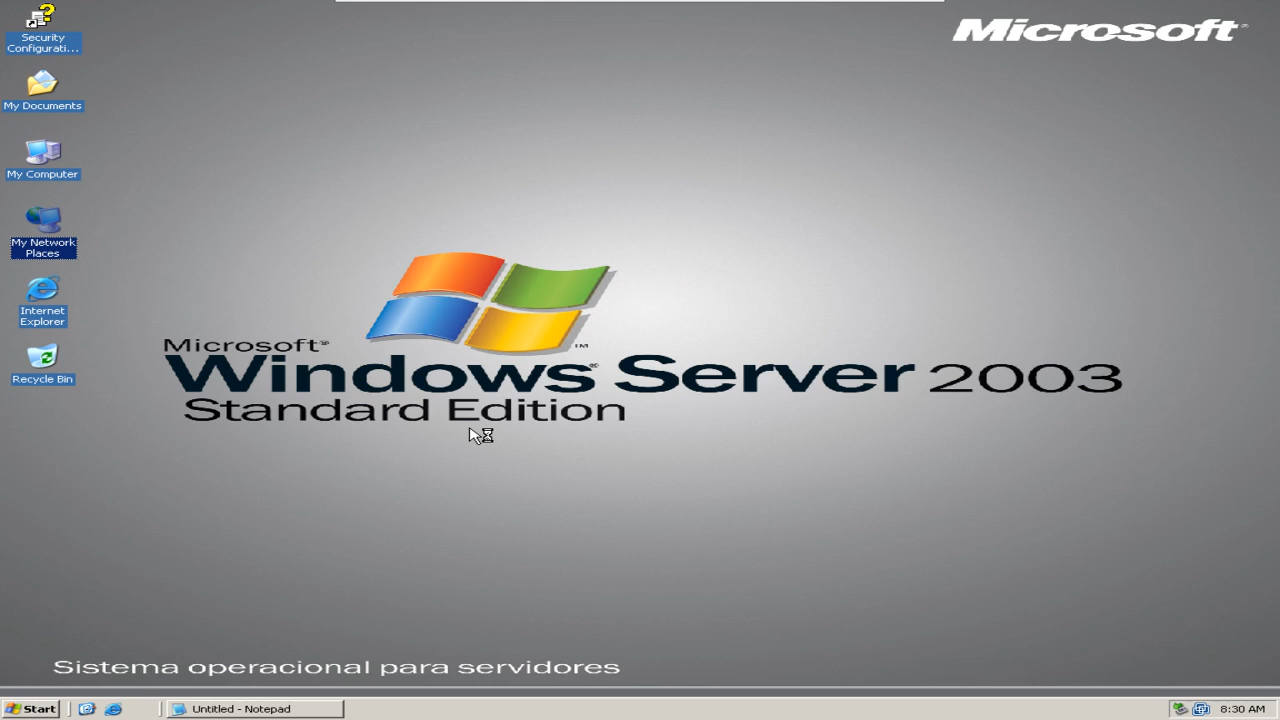 Microsoft®
Security
Configurati...
My Documents
My Computer
My Network
Places
Internet
Explorer
Recycle Bin
Microsoft®
Windows® Server 2003
Standard Edition
TM
Sistema operacional para servidores
Start
Untitled - Notepad
8:30 AM